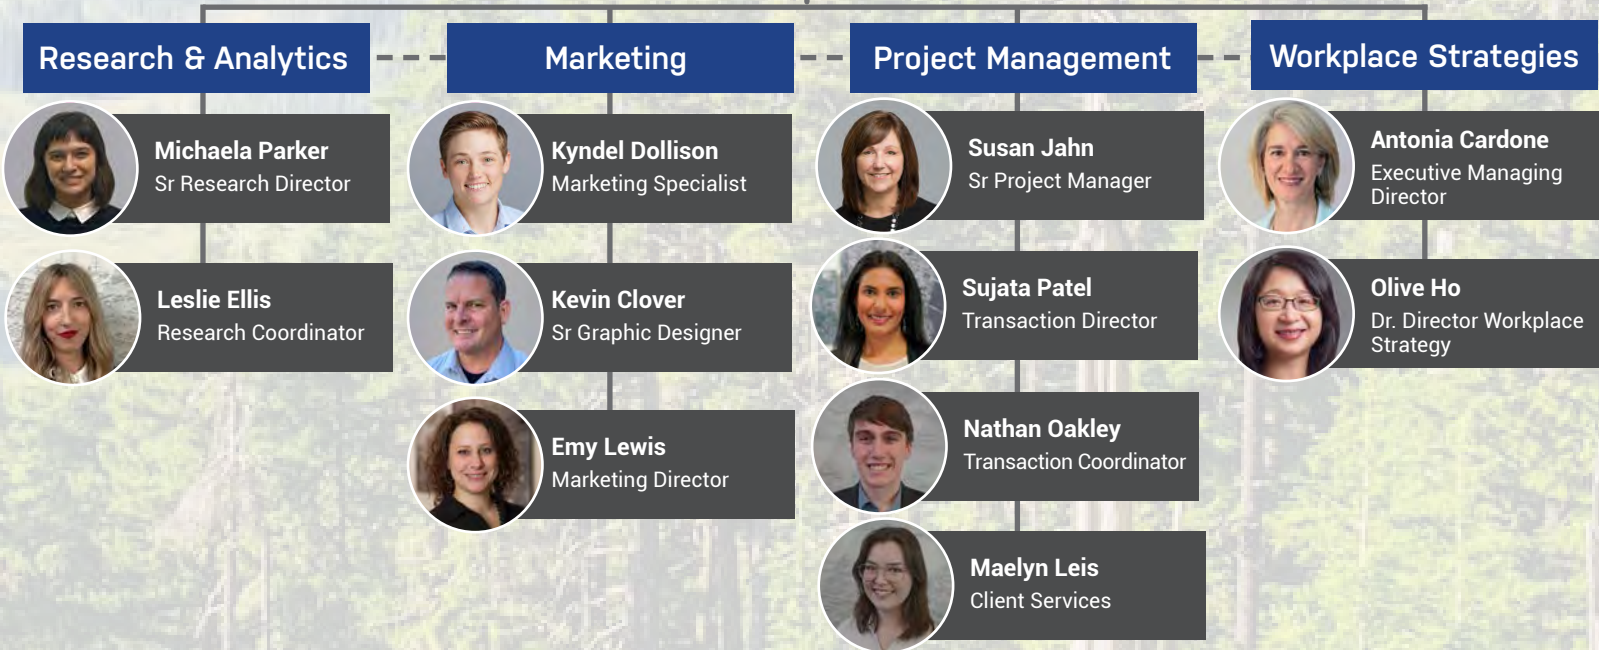 Research & Analytics
Marketing
Project Management
Workplace Strategies
Michaela Parker
Sr Research Director
Leslie Ellis
Research Coordinator
Kyndel Dollison
Marketing Specialist
Kevin Clover
Sr Graphic Designer
Emy Lewis
Marketing Director
Susan Jahn
Sr Project Manager
Sujata Patel
Transaction Director
Nathan Oakley
Transaction Coordinator
Maelyn Leis
Client Services
Antonia Cardone
Executive Managing
Director
Olive Ho
Dr. Director Workplace
Strategy